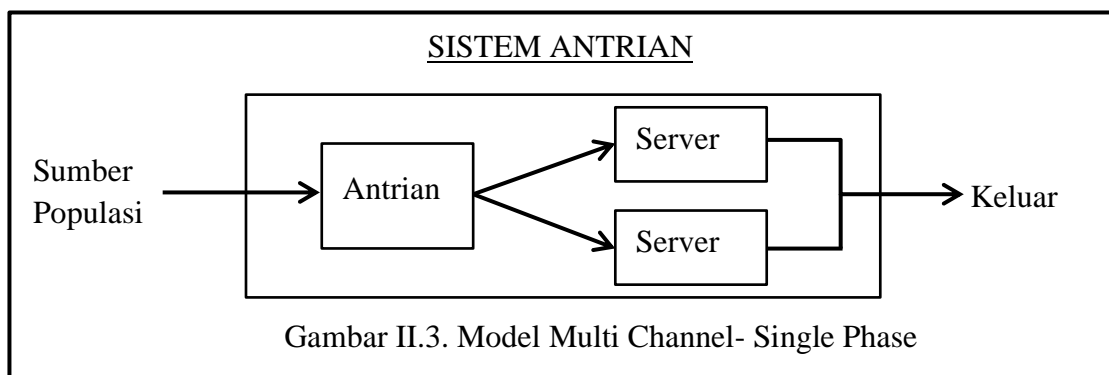 SISTEM ANTRIAN
Sumber
Populasi
Antrian
Server
Server
Keluar
Gambar II.3. Model Multi Channel- Single Phase